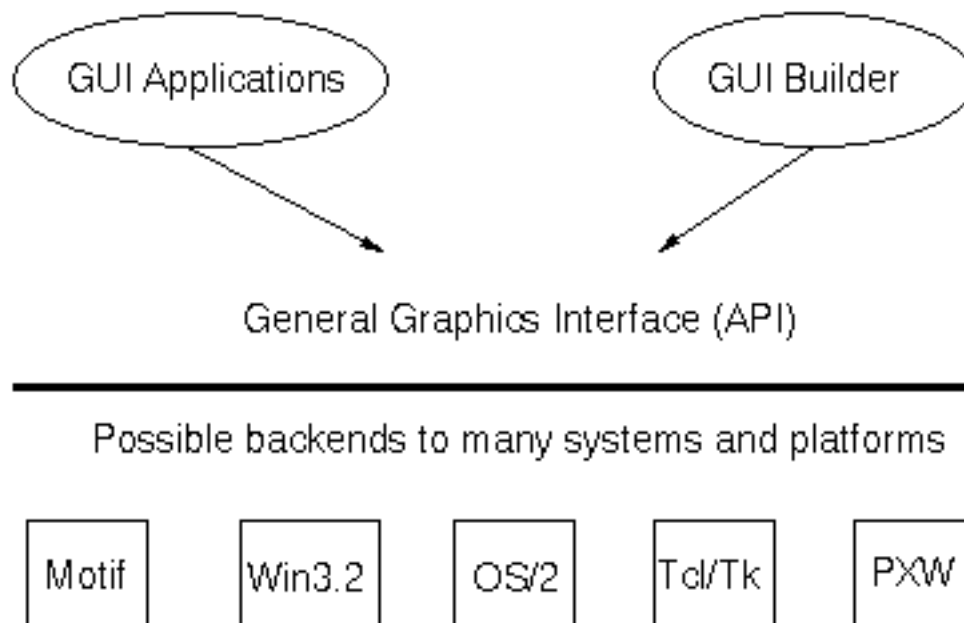 GUI Applications
GUI Builder
General Graphics Interface (API)
Possible backends to many systems and platforms
Motif
Win3.2
OS/2
Tcl/Tk
PXW